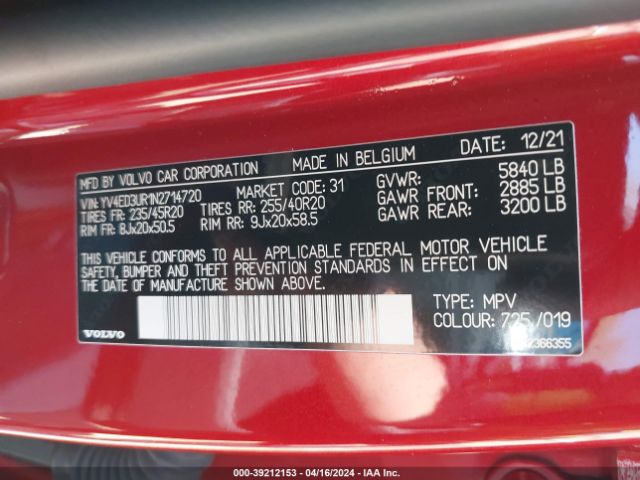 MFD BY VOLVO CAR CORPORATION MADE IN BELGIUM DATE: 12/21
VIN: YV4ED3UR1N2714720 MARKET CODE: 31 GVWR: 5840 LB
TIRES FR: 235/45R20 TIRES RR: 255/40R20 GAWR FRONT: 2885 LB
RIM FR: 8Jx20x50.5 RIM RR: 9Jx20x58.5 GAWR REAR: 3200 LB
THIS VEHICLE CONFORMS TO ALL APPLICABLE FEDERAL MOTOR VEHICLE
SAFETY, BUMPER AND THEFT PREVENTION STANDARDS IN EFFECT ON
THE DATE OF MANUFACTURE SHOWN ABOVE.
TYPE: MPV
COLOUR: 725/019
VOLVO
000-39212153 - 04/16/2024 - IAA Inc.